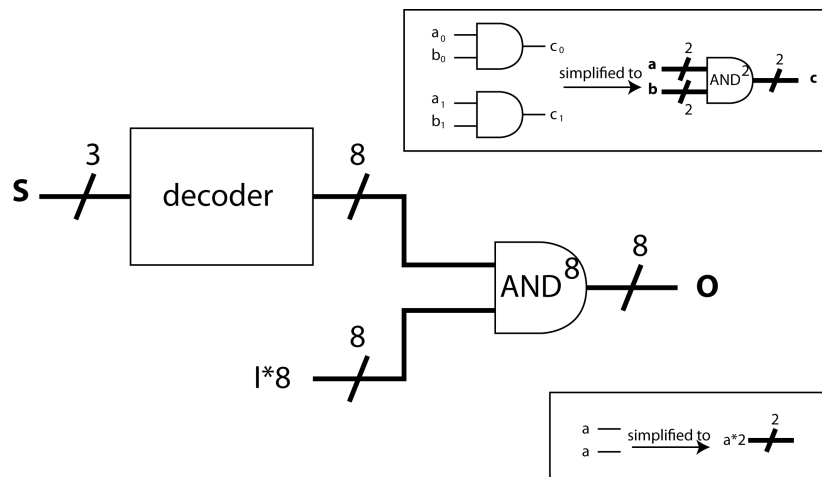 a0
b0
c0
a1
b1
c1
simplified to
a
2
b
2
AND2
2
c
S
3
decoder
8
I*8
8
AND8
8
O
a
a
simplified to
a*2
2